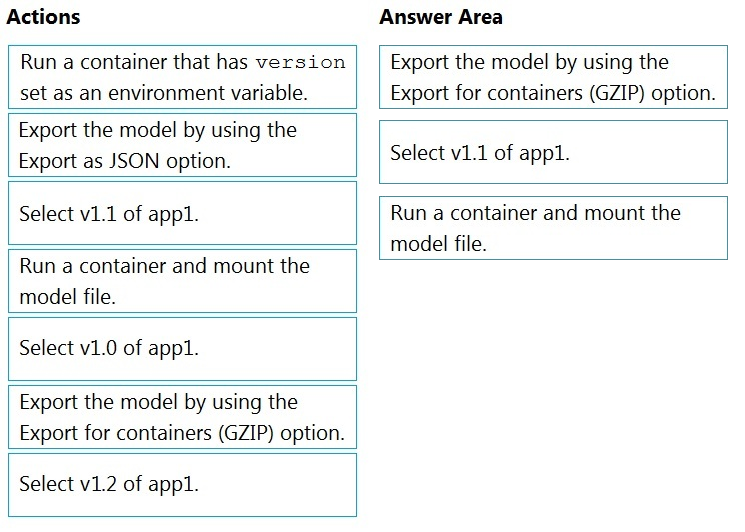 Actions
Run a container that has version
set as an environment variable.
Export the model by using the
Export as JSON option.
Select v1.1 of app1.
Run a container and mount the
model file.
Select v1.0 of app1.
Export the model by using the
Export for containers (GZIP) option.
Select v1.2 of app1.
Answer Area
Export the model by using the
Export for containers (GZIP) option.
Select v1.1 of app1.
Run a container and mount the
model file.